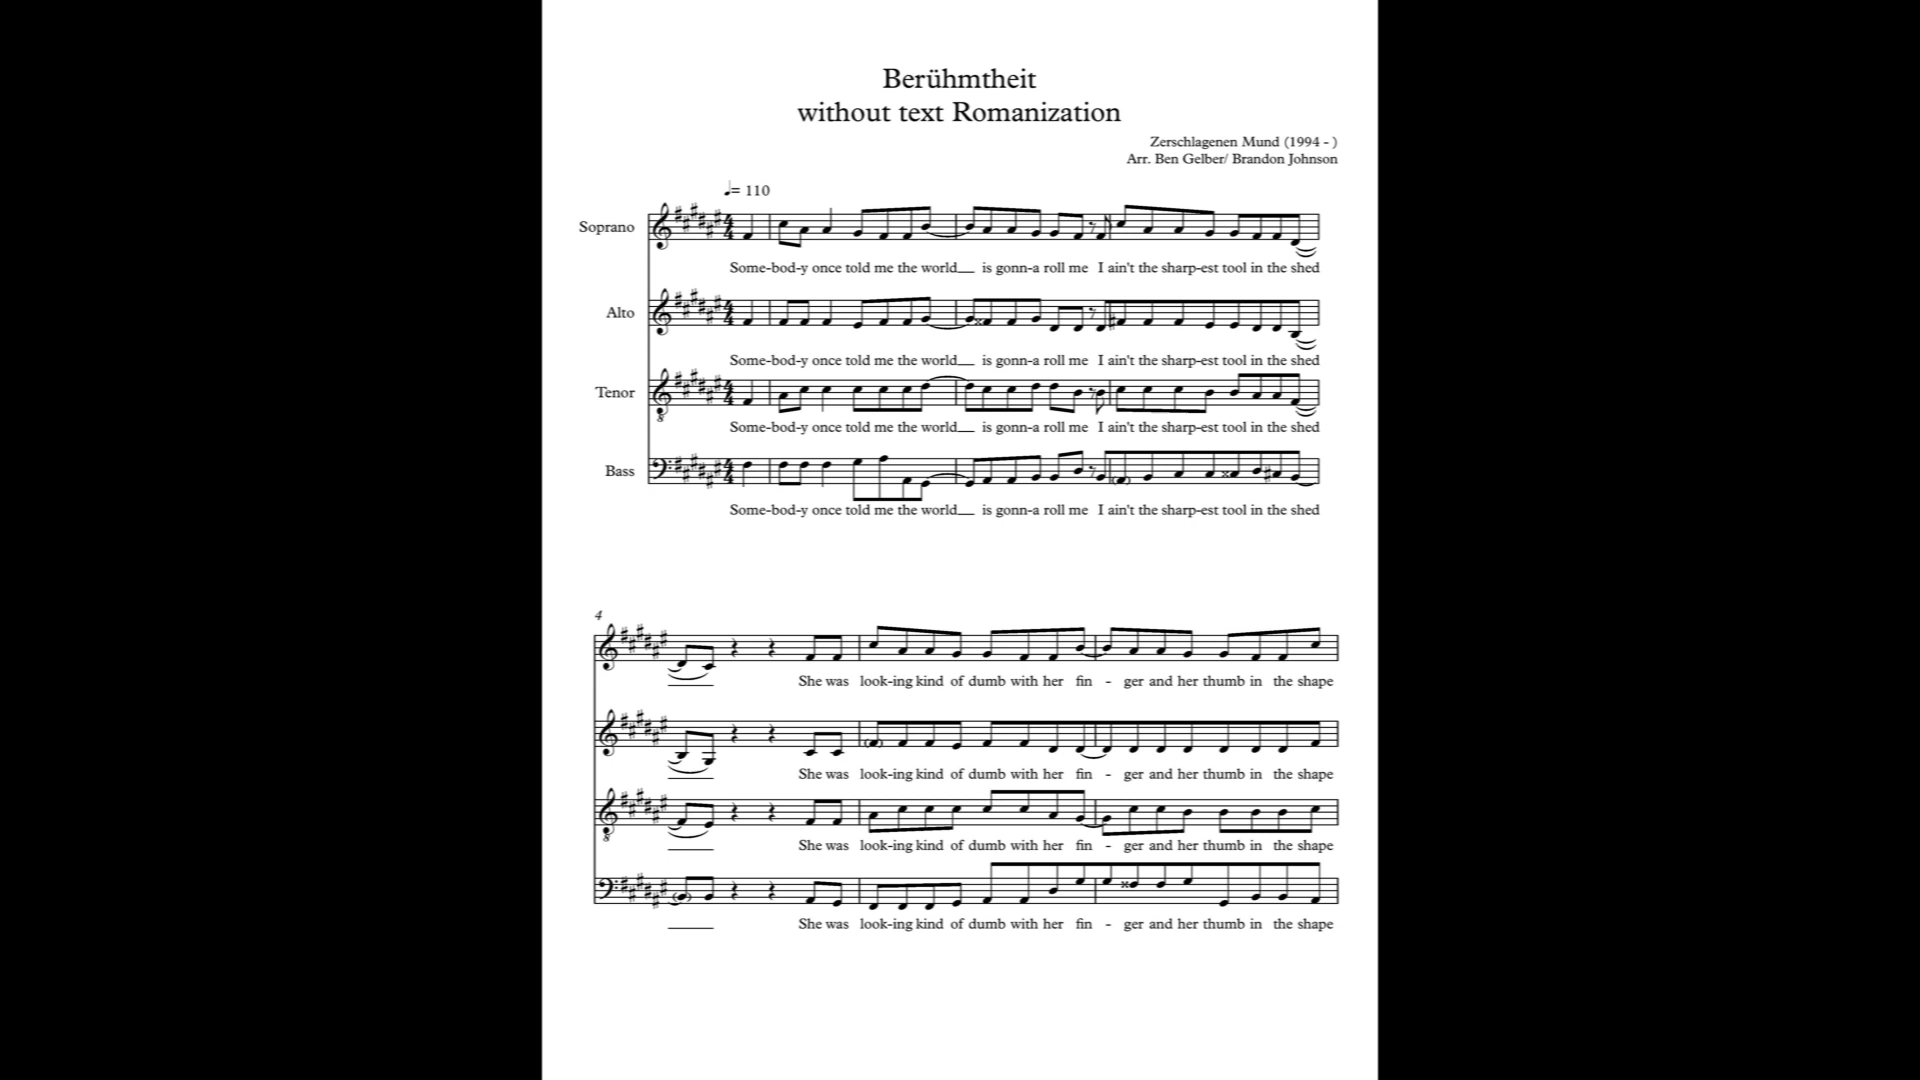 Berühmtheit
without text Romanization
Zerschlagenen Mund (1994 - )
Arr. Ben Gelber/ Brandon Johnson
♩= 110
Soprano
Some-bod-y once told me the world__ is gonn-a roll me I ain't the sharp-est tool in the shed
Alto
Some-bod-y once told me the world__ is gonn-a roll me I ain't the sharp-est tool in the shed
Tenor
8
Some-bod-y once told me the world__ is gonn-a roll me I ain't the sharp-est tool in the shed
Bass
Some-bod-y once told me the world__ is gonn-a roll me I ain't the sharp-est tool in the shed
4
She was look-ing kind of dumb with her fin - ger and her thumb in the shape
She was look-ing kind of dumb with her fin - ger and her thumb in the shape
8
She was look-ing kind of dumb with her fin - ger and her thumb in the shape
She was look-ing kind of dumb with her fin - ger and her thumb in the shape